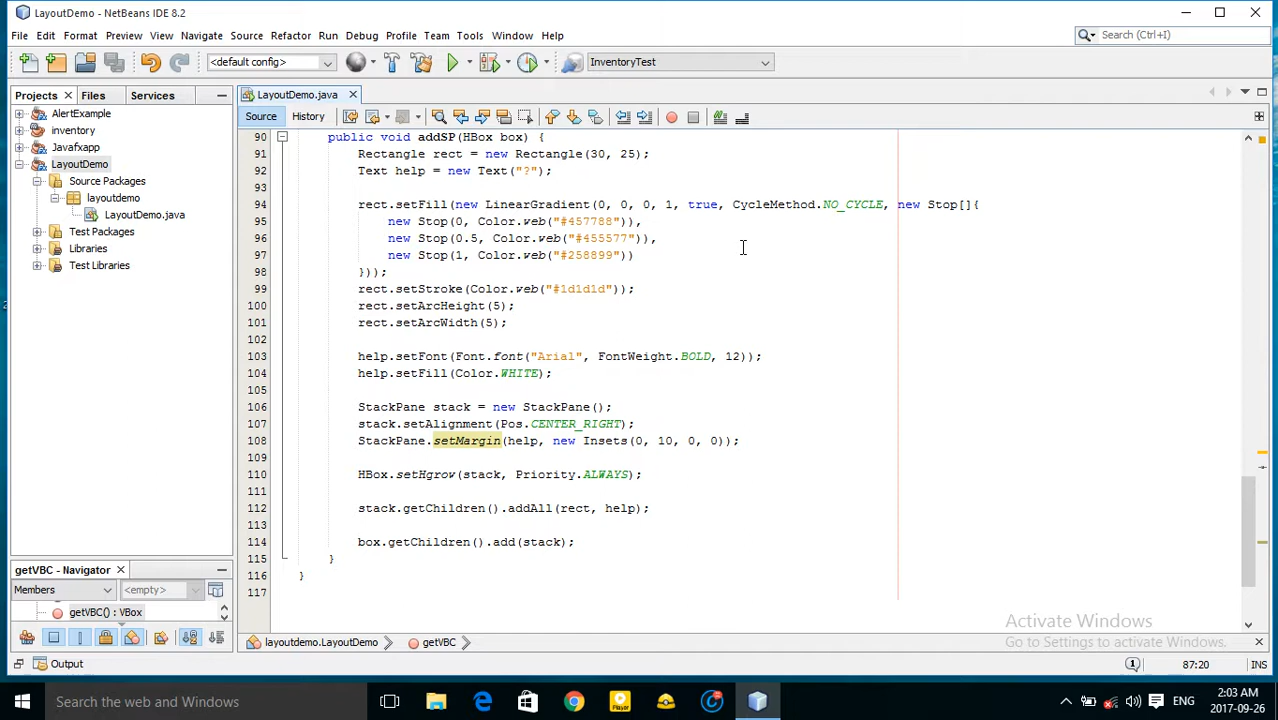 LayoutDemo - NetBeans IDE 8.2
File Edit Format Preview View Navigate Source Refactor Run Debug Profile Team Tools Window Help
Search (Ctrl+I)
<default config>
InventoryTest
Projects Files Services
LayoutDemo.java
Source History
AlertExample
inventory
Javafxapp
LayoutDemo
Source Packages
layoutdemo
LayoutDemo.java
Test Packages
Libraries
Test Libraries
90 public void addSP(HBox box) {
91 Rectangle rect = new Rectangle(30, 25);
92 Text help = new Text("?");
93
94 rect.setFill(new LinearGradient(0, 0, 0, 1, true, CycleMethod.NO_CYCLE, new Stop[]{
95 new Stop(0, Color.web("#457788")),
96 new Stop(0.5, Color.web("#455577")),
97 new Stop(1, Color.web("#258899"))
98 }));
99 rect.setStroke(Color.web("#1d1d1d"));
100 rect.setArcHeight(5);
101 rect.setArcWidth(5);
102
103 help.setFont(Font.font("Arial", FontWeight.BOLD, 12));
104 help.setFill(Color.WHITE);
105
106 StackPane stack = new StackPane();
107 stack.setAlignment(Pos.CENTER_RIGHT);
108 StackPane.setMargin(help, new Insets(0, 10, 0, 0));
109
110 HBox.setHgrow(stack, Priority.ALWAYS);
111
112 stack.getChildren().addAll(rect, help);
113
114 box.getChildren().add(stack);
115 }
116 }
117
getVBC - Navigator
Members
<empty>
getVBC() : VBox
Activate Windows
Go to Settings to activate Windows.
layoutdemo.LayoutDemo
getVBC
Output
1
87:20
INS
Search the web and Windows
Player
ENG
2:03 AM
2017-09-26